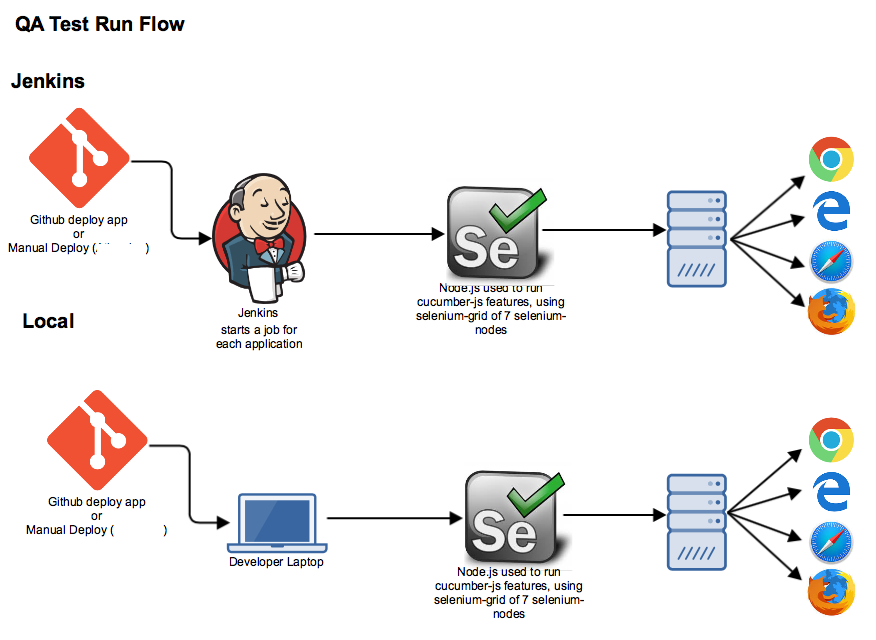 QA Test Run Flow
Jenkins
Github deploy app
or
Manual Deploy ( )
Jenkins
starts a job for
each application
Se
Node.js used to run
cucumber-js features, using
selenium-grid of 7 selenium-
nodes
Local
Github deploy app
or
Manual Deploy ( )
Developer Laptop
Se
Node.js used to run
cucumber-js features, using
selenium-grid of 7 selenium-
nodes